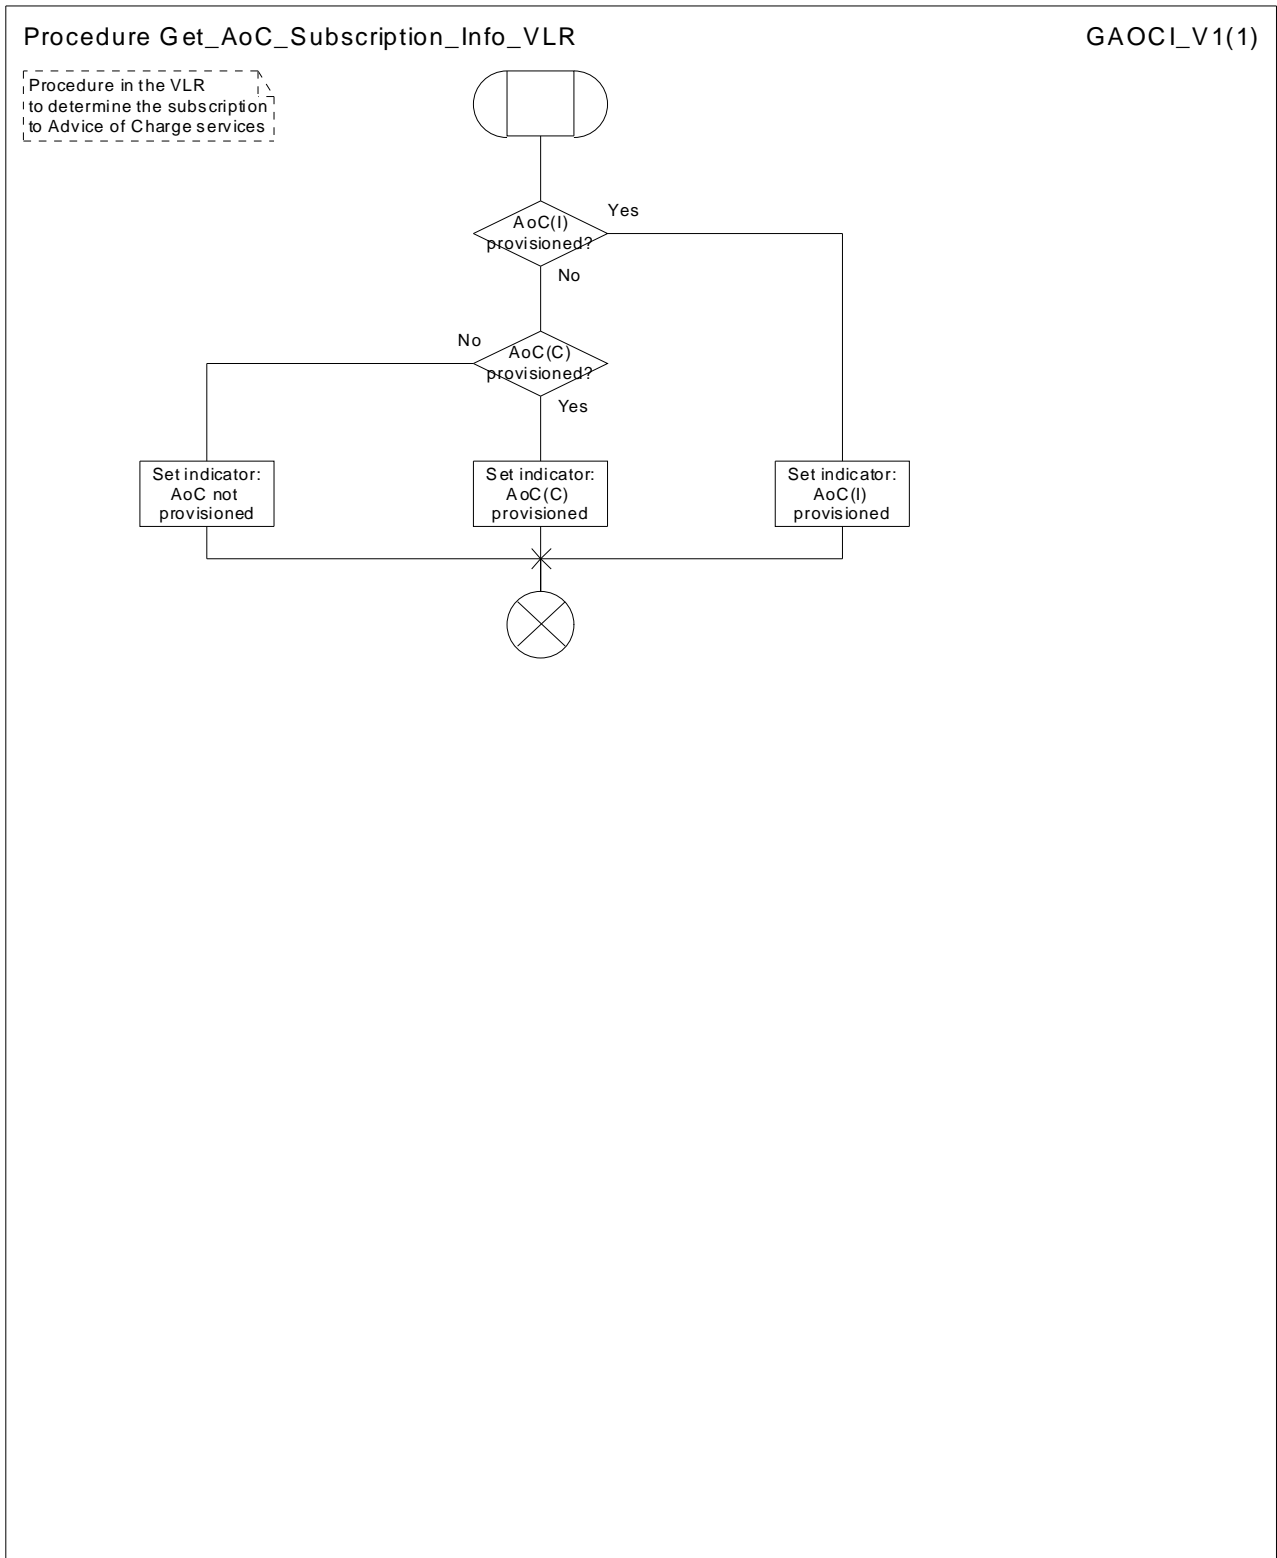 Procedure Get_AoC_Subscription_Info_VLR
GAOCI_V1(1)
Procedure in the VLR
to determine the subscription
to Advice of Charge services
AoC(I)
provisioned?
Yes
No
AoC(C)
provisioned?
No
Yes
Set indicator:
AoC not
provisioned
Set indicator:
AoC(C)
provisioned
Set indicator:
AoC(I)
provisioned